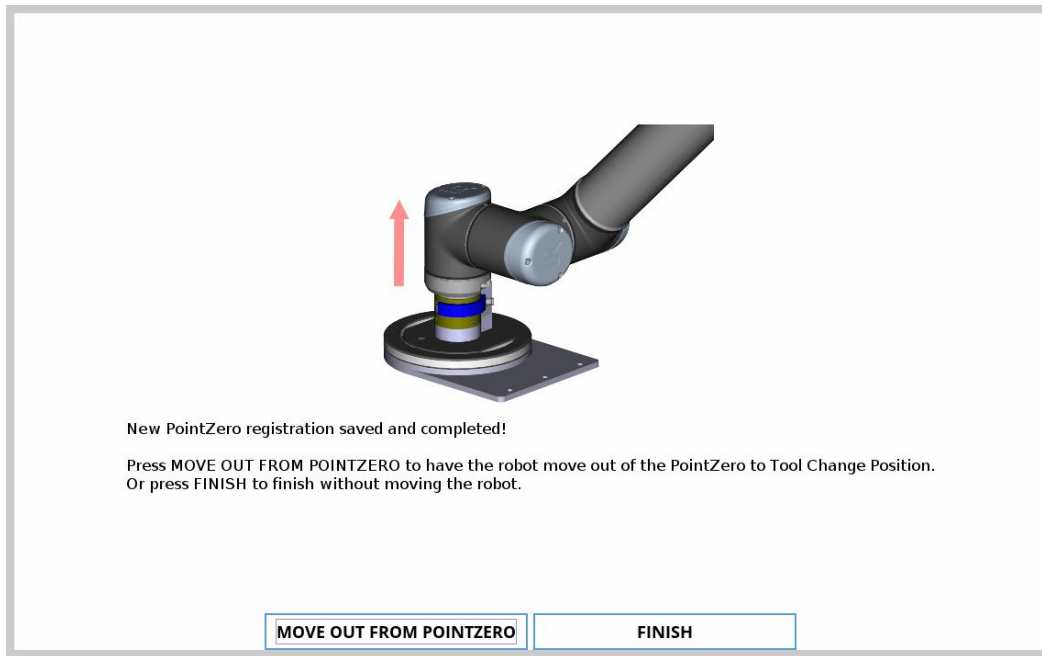 New PointZero registration saved and completed!
Press MOVE OUT FROM POINTZERO to have the robot move out of the PointZero to Tool Change Position.
Or press FINISH to finish without moving the robot.
MOVE OUT FROM POINTZERO
FINISH